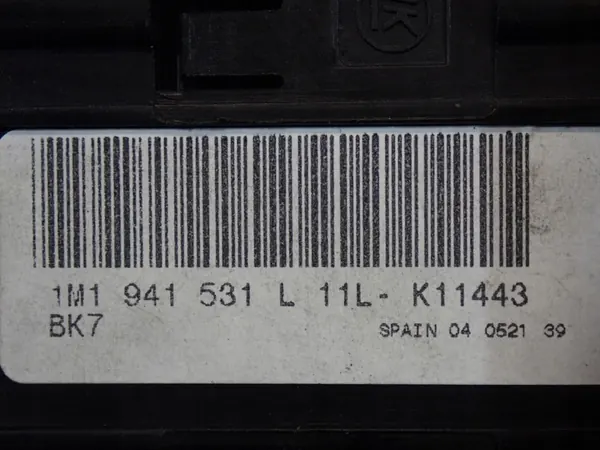 1M1 941 531 L 11L- K11443
BK7 SPAIN 04 0521 39